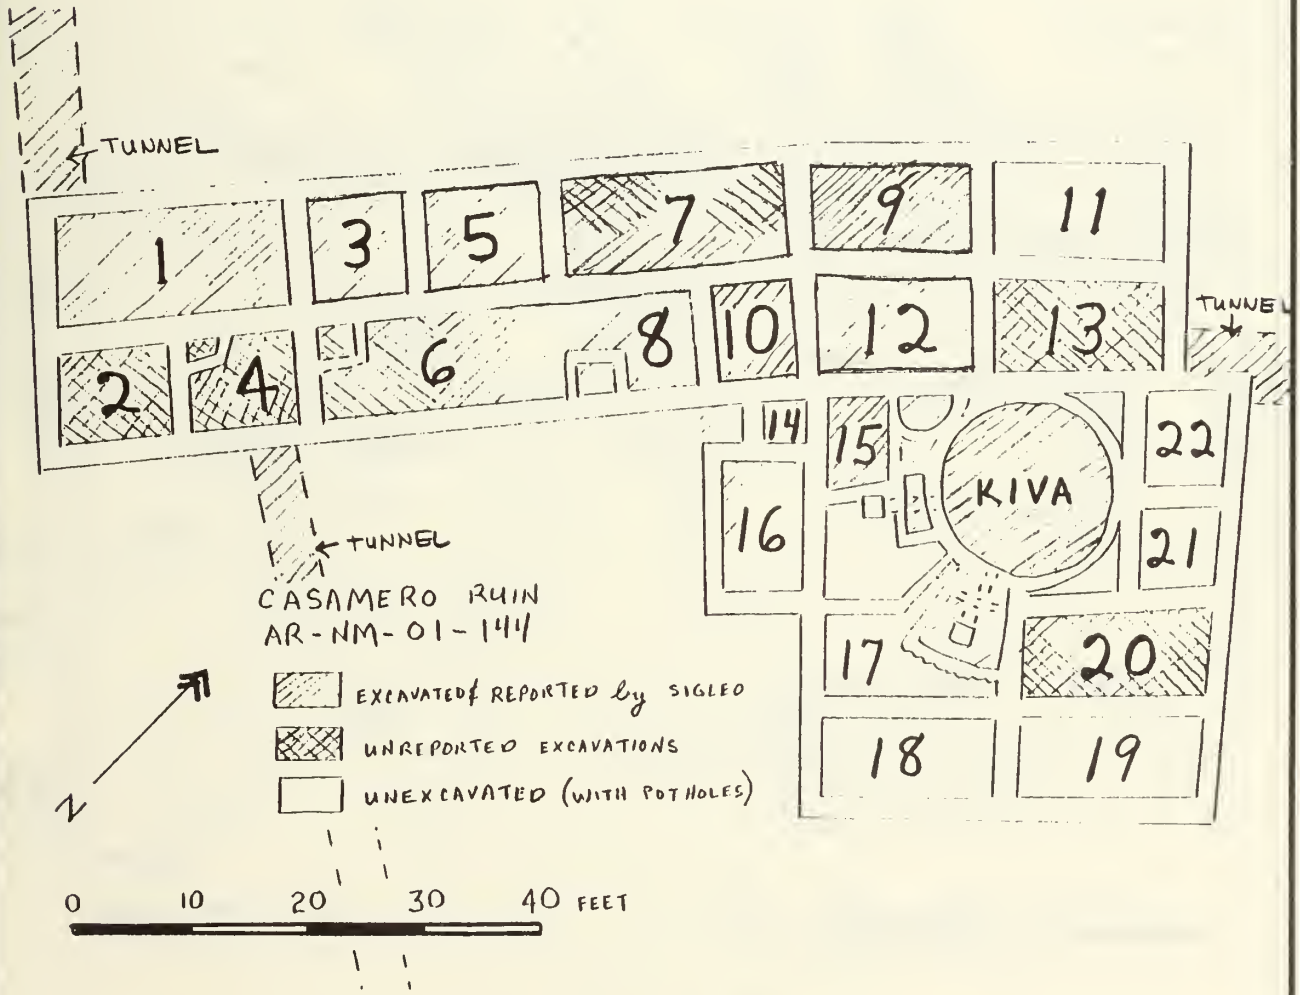 TUNNEL
1
3
5
7
9
11
2
4
6
8
10
12
13
TUNNEL
14
15
KIVA
22
16
21
TUNNEL
CASAMERO RUIN
AR-NM-01-144
17
20
EXCAVATED & REPORTED by SIGLEO
UNREPORTED EXCAVATIONS
UNEXCAVATED (WITH POTHOLES)
18
19
N
0 10 20 30 40 FEET